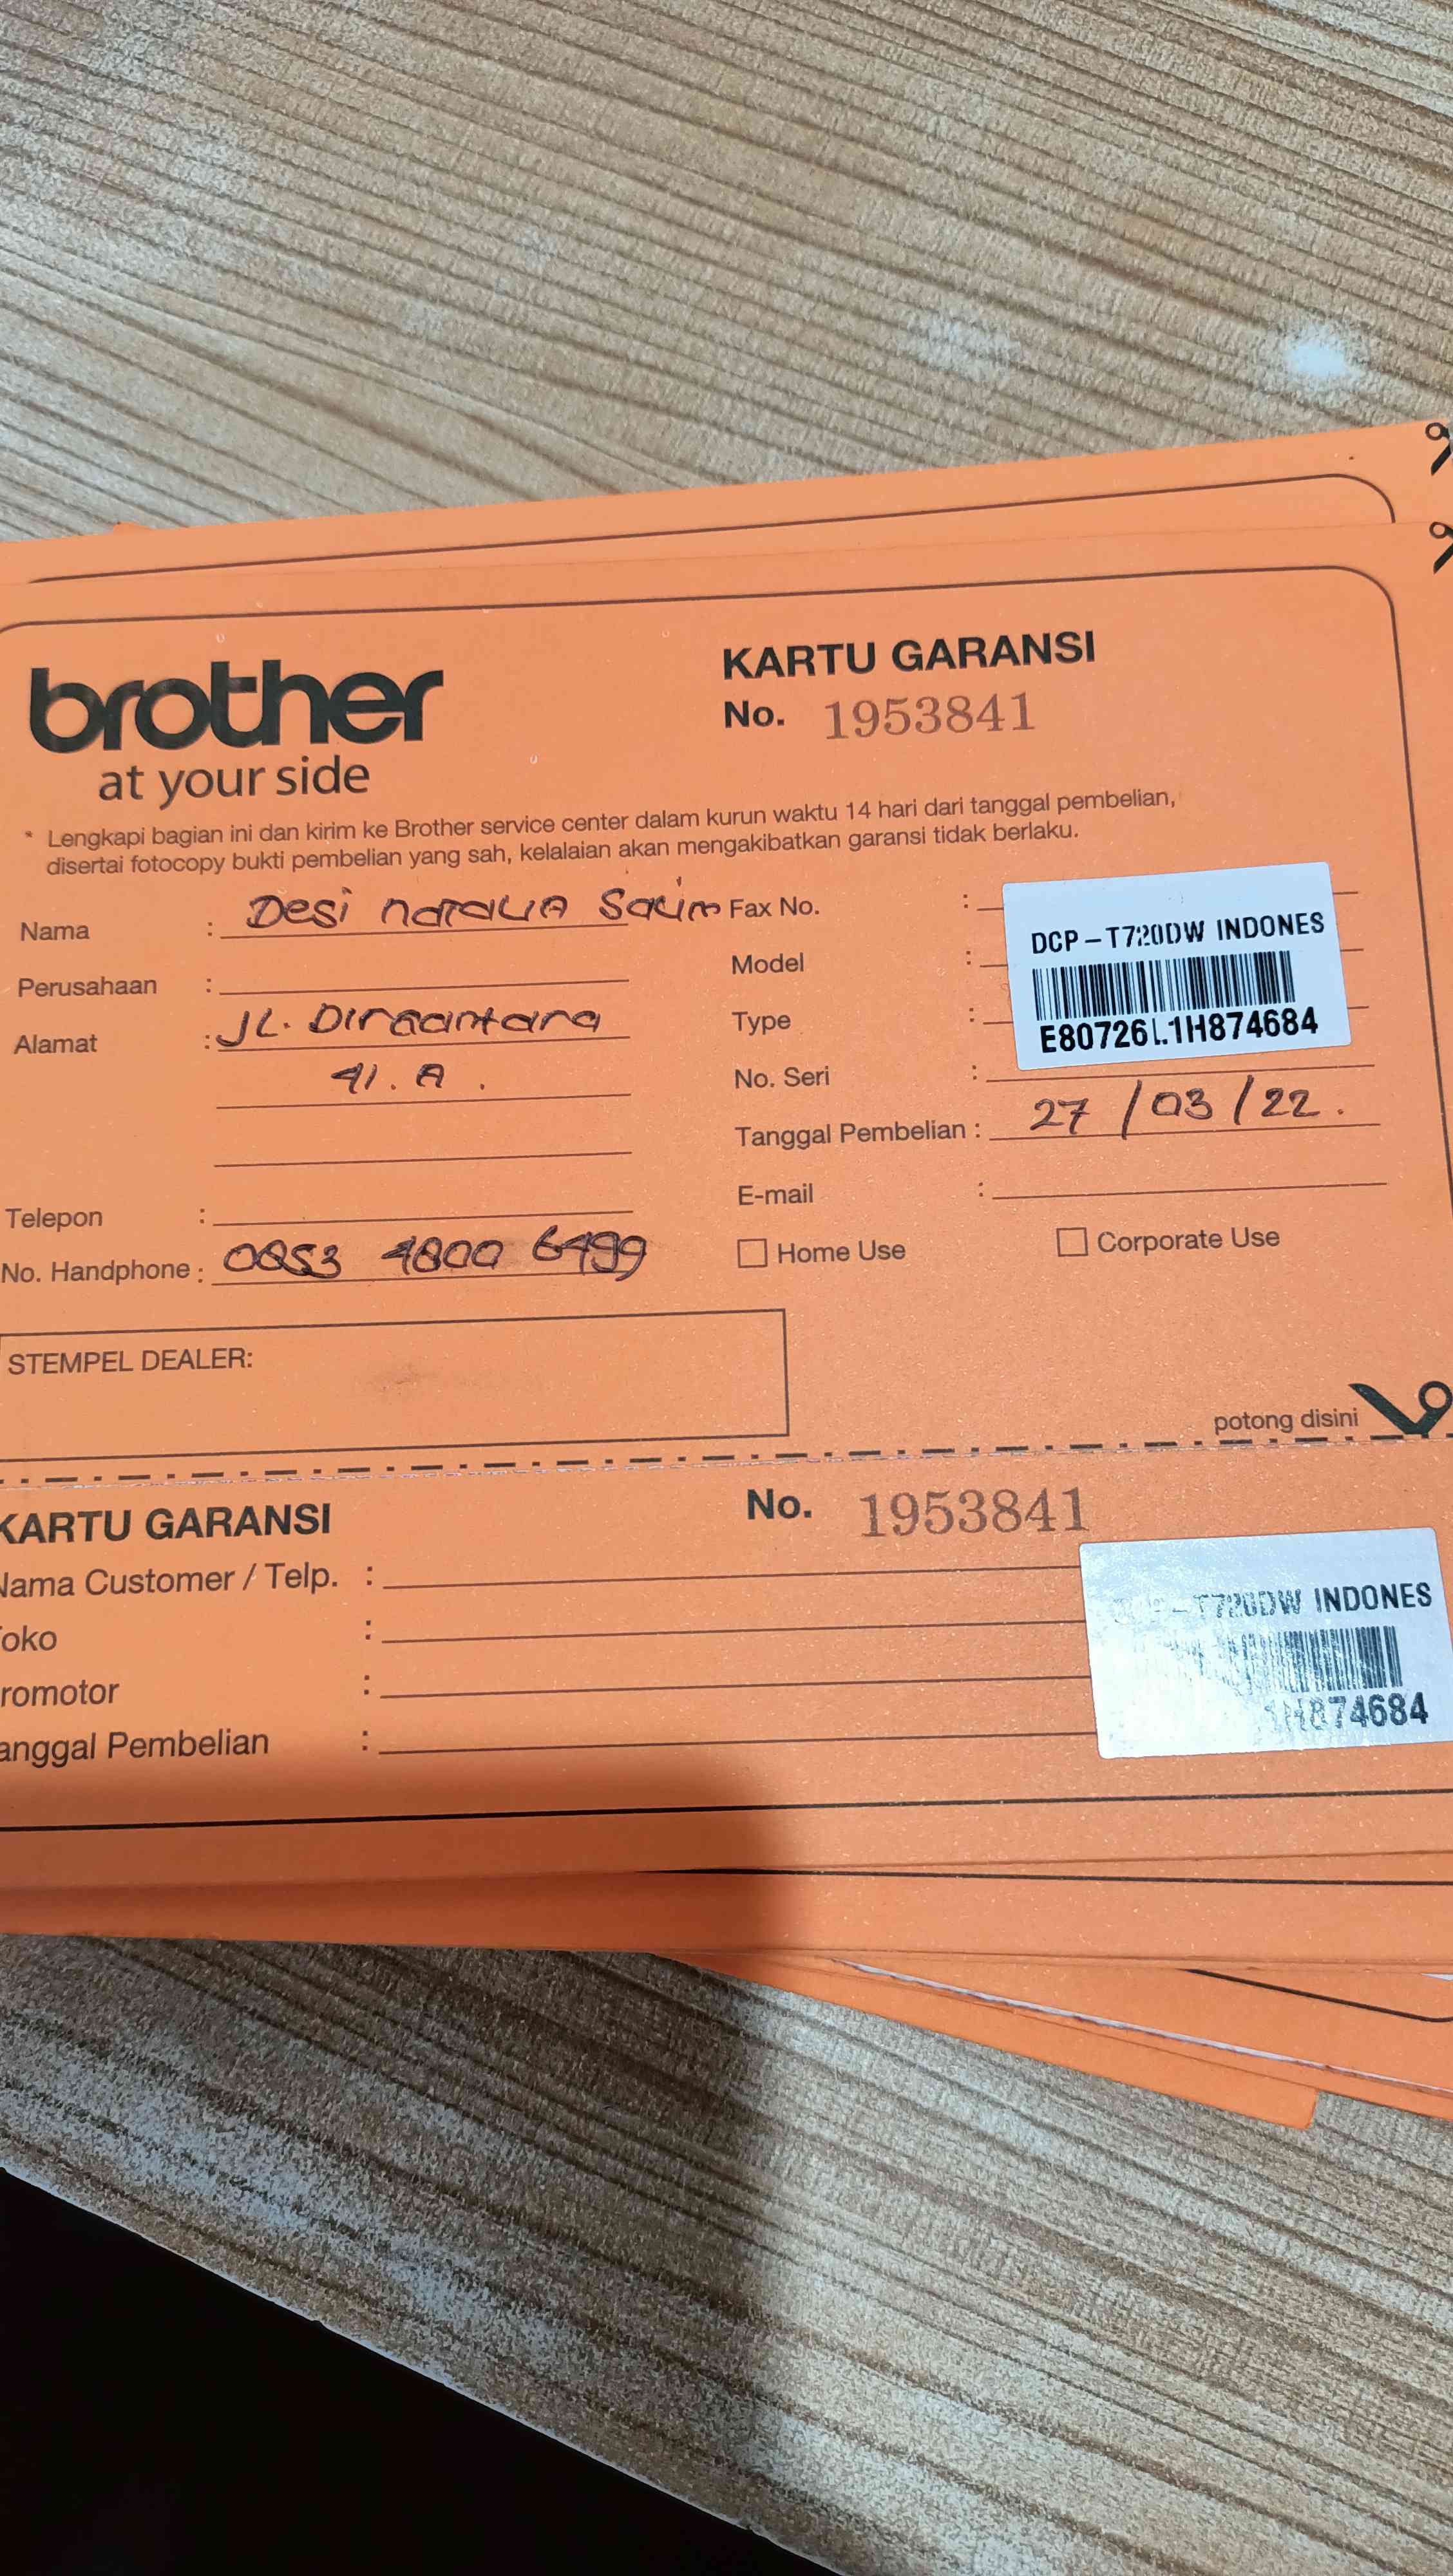 brother
at your side
KARTU GARANSI
No. 1953841
* Lengkapi bagian ini dan kirim ke Brother service center dalam kurun waktu 14 hari dari tanggal pembelian,
disertai fotocopy bukti pembelian yang sah, kelalaian akan mengakibatkan garansi tidak berlaku.
Nama : Desi natalia Salim
Perusahaan :
Alamat : JL. Dirgantara
41. A .
Telepon :
No. Handphone : 0853 4800 6499
Fax No. :
Model :
Type :
No. Seri :
DCP-T720DW INDONES
E80726L1H874684
Tanggal Pembelian : 27 / 03 / 22 .
E-mail :
Home Use
Corporate Use
STEMPEL DEALER:
potong disini
KARTU GARANSI
No. 1953841
Nama Customer / Telp. :
oko :
romotor :
anggal Pembelian :
T720DW INDONES
1H874684